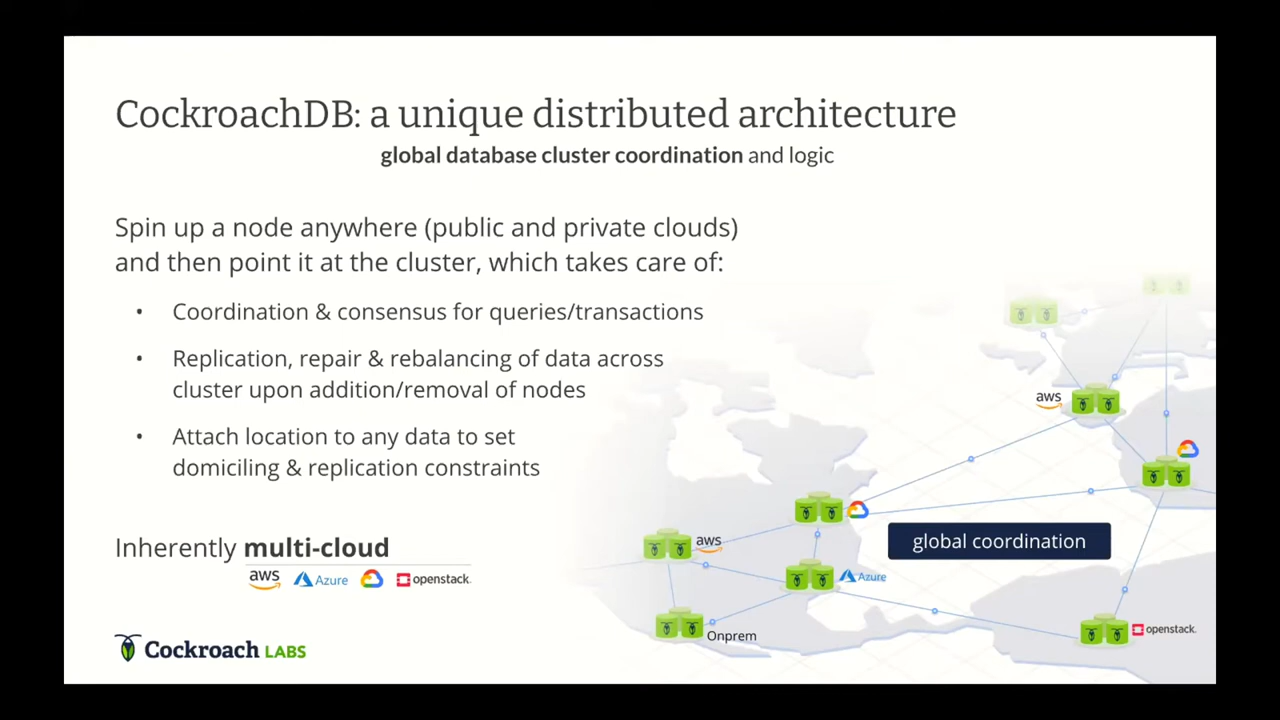 CockroachDB: a unique distributed architecture
global database cluster coordination and logic
Spin up a node anywhere (public and private clouds)
and then point it at the cluster, which takes care of:
• Coordination & consensus for queries/transactions
• Replication, repair & rebalancing of data across
cluster upon addition/removal of nodes
• Attach location to any data to set
domiciling & replication constraints
Inherently multi-cloud
aws Azure openstack.
Cockroach LABS
aws
aws
global coordination
Azure
openstack.
Onprem